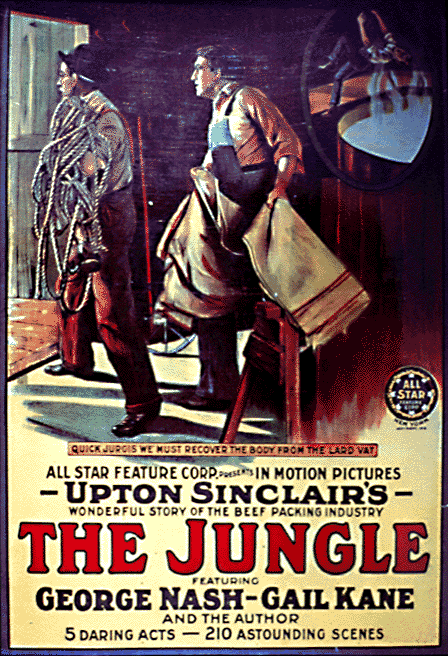 ALL
STAR
FEATURE
CORP.
NEW YORK
QUICK JURGIS WE MUST RECOVER THE BODY FROM THE LARD VAT
ALL STAR FEATURE CORP. PRESENTS IN MOTION PICTURES
— UPTON SINCLAIR'S —
WONDERFUL STORY OF THE BEEF PACKING INDUSTRY
THE JUNGLE
FEATURING
GEORGE NASH - GAIL KANE
AND THE AUTHOR
5 DARING ACTS — 210 ASTOUNDING SCENES